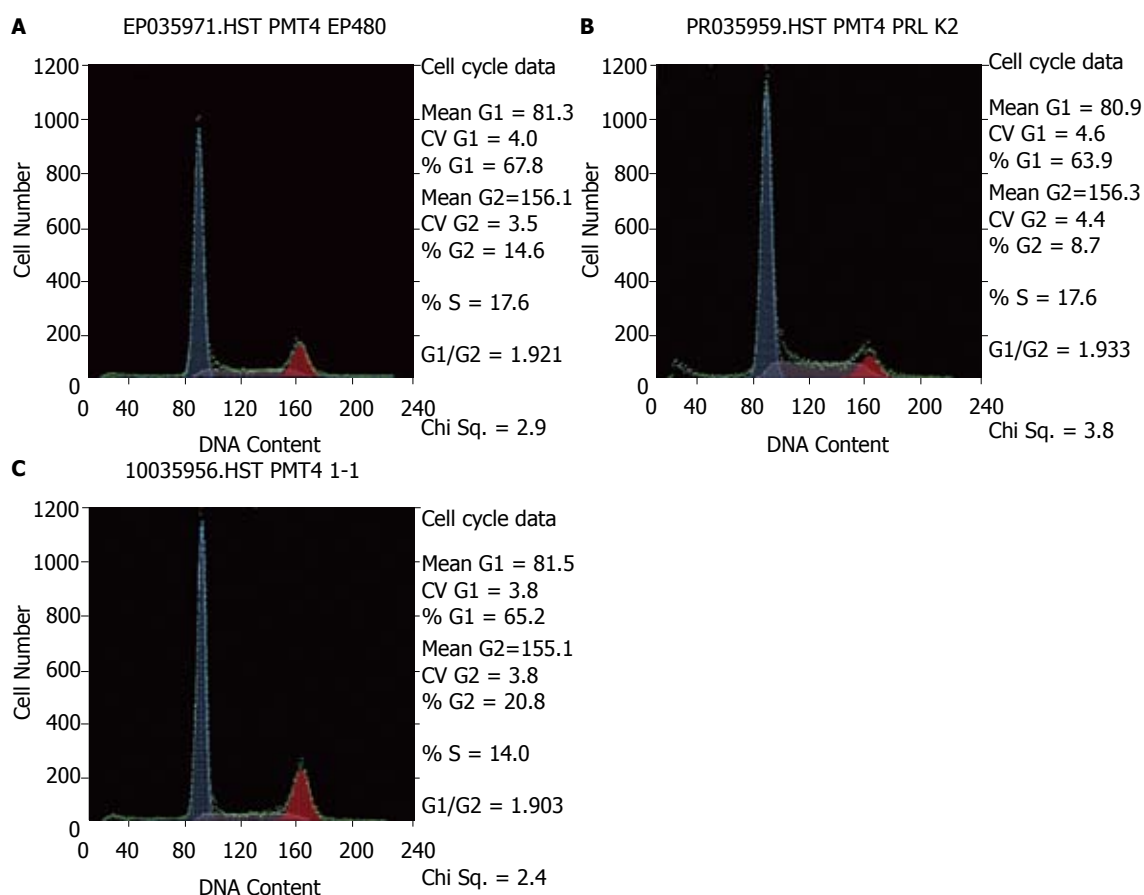 A
EP035971.HST PMT4 EP480
1200
1000
800
600
400
200
0
Cell Number
0 40 80 120 160 200 240
DNA Content
Cell cycle data
Mean G1 = 81.3
CV G1 = 4.0
% G1 = 67.8
Mean G2=156.1
CV G2 = 3.5
% G2 = 14.6
% S = 17.6
G1/G2 = 1.921
Chi Sq. = 2.9
B
PR035959.HST PMT4 PRL K2
1200
1000
800
600
400
200
0
Cell Number
0 40 80 120 160 200 240
DNA Content
Cell cycle data
Mean G1 = 80.9
CV G1 = 4.6
% G1 = 63.9
Mean G2=156.3
CV G2 = 4.4
% G2 = 8.7
% S = 17.6
G1/G2 = 1.933
Chi Sq. = 3.8
C
10035956.HST PMT4 1-1
1200
1000
800
600
400
200
0
Cell Number
0 40 80 120 160 200 240
DNA Content
Cell cycle data
Mean G1 = 81.5
CV G1 = 3.8
% G1 = 65.2
Mean G2=155.1
CV G2 = 3.8
% G2 = 20.8
% S = 14.0
G1/G2 = 1.903
Chi Sq. = 2.4